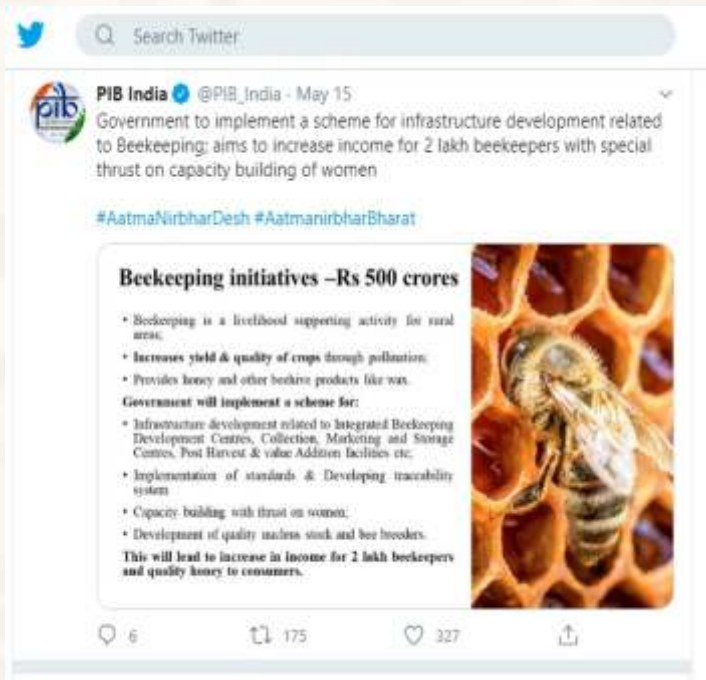 Search Twitter
PIB India @PIB_India - May 15
pib
Government to implement a scheme for infrastructure development related
to Beekeeping; aims to increase income for 2 lakh beekeepers with special
thrust on capacity building of women
#AatmaNirbharDesh #AatmanirbharBharat
Beekeeping initiatives –Rs 500 crores
• Beekeeping is a livelihood supporting activity for rural
areas;
• Increases yield & quality of crops through pollination;
• Provides honey and other beehive products like wax.
Government will implement a scheme for:
• Infrastructure development related to Integrated Beekeeping
Development Centres, Collection, Marketing and Storage
Centres, Post Harvest & value Addition facilities etc;
• Implementation of standards & Developing traceability
system
• Capacity building with thrust on women;
• Development of quality nucleus stock and bee breeders.
This will lead to increase in income for 2 lakh beekeepers
and quality honey to consumers.
6 175 327